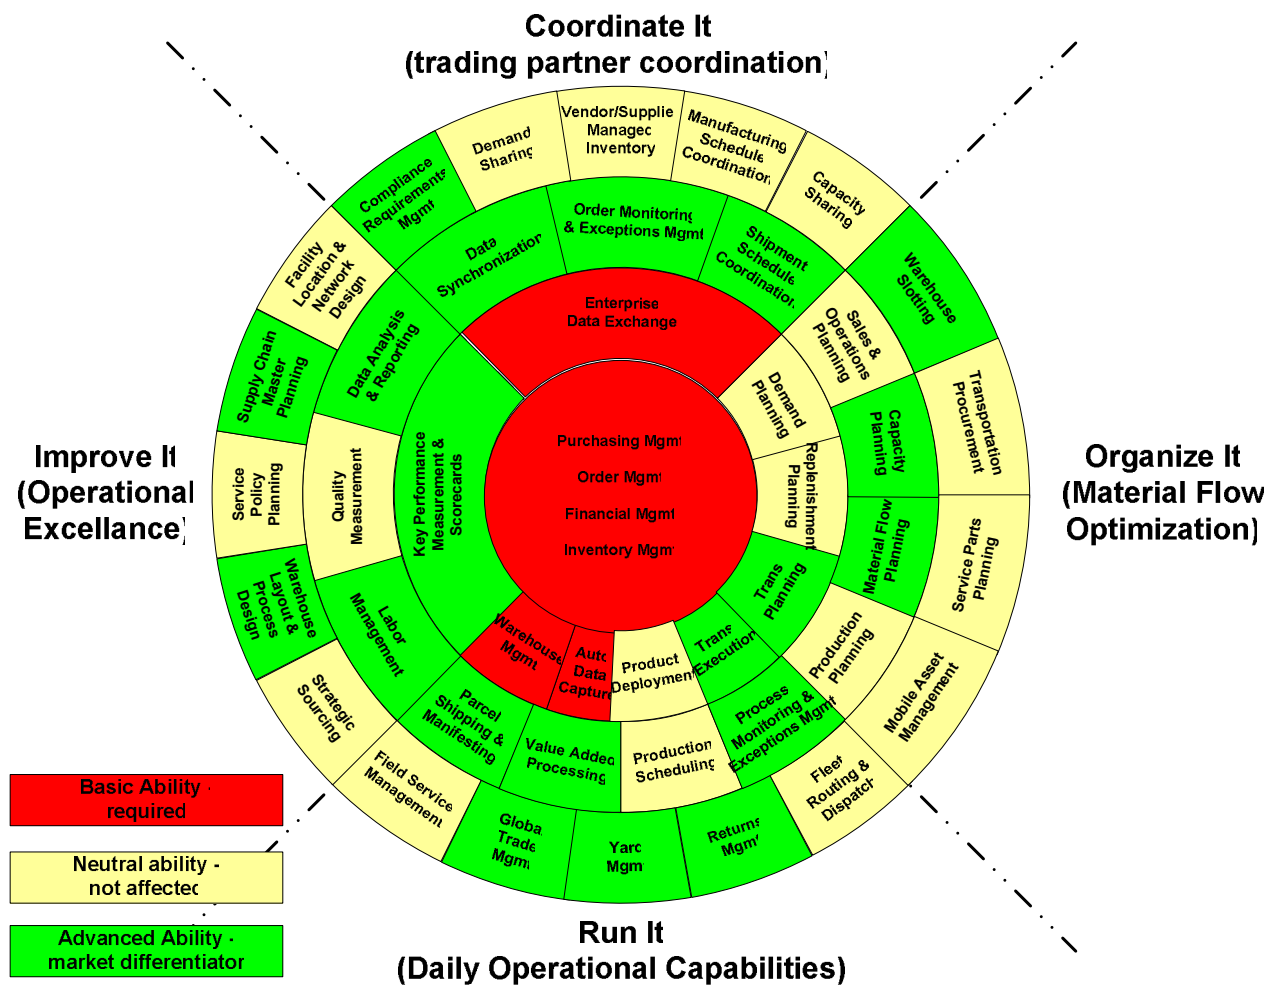 Coordinate It
(trading partner coordination)
Vendor/Supplie
Managed
Inventory
Manufacturing
Schedule
Coordination
Demand
Sharing
Capacity
Sharing
Compliance
Requirements
Mgmt
Order Monitoring
& Exceptions Mgmt
Data
Synchronization
Shipment
Schedule
Coordination
Enterprise
Data Exchange
Facility
Location &
Network
Design
Warehouse
Slotting
Sales &
Operations
Planning
Data Analysis
& Reporting
Supply Chain
Master
Planning
Demand
Planning
Capacity
Planning
Transportation
Procurement
Improve It
(Operational
Excellance)
Service
Policy
Planning
Quality
Measurement
Key Performance
Measurement &
Scorecards
Purchasing Mgmt
Order Mgmt
Financial Mgmt
Inventory Mgmt
Replenishment
Planning
Material Flow
Planning
Service Parts
Planning
Organize It
(Material Flow
Optimization)
Warehouse
Layout &
Process
Design
Labor
Management
Trans
Planning
Production
Planning
Mobile Asset
Management
Warehouse
Mgmt
Auto
Data
Capture
Product
Deployment
Trans
Execution
Strategic
Sourcing
Parcel
Shipping &
Manifesting
Value Added
Processing
Production
Scheduling
Process
Monitoring &
Exceptions Mgmt
Field Service
Management
Global
Trade
Mgmt
Yard
Mgmt
Returns
Mgmt
Fleet
Routing &
Dispatch
Basic Ability -
required
Neutral ability -
not affected
Advanced Ability -
market differentiator
Run It
(Daily Operational Capabilities)